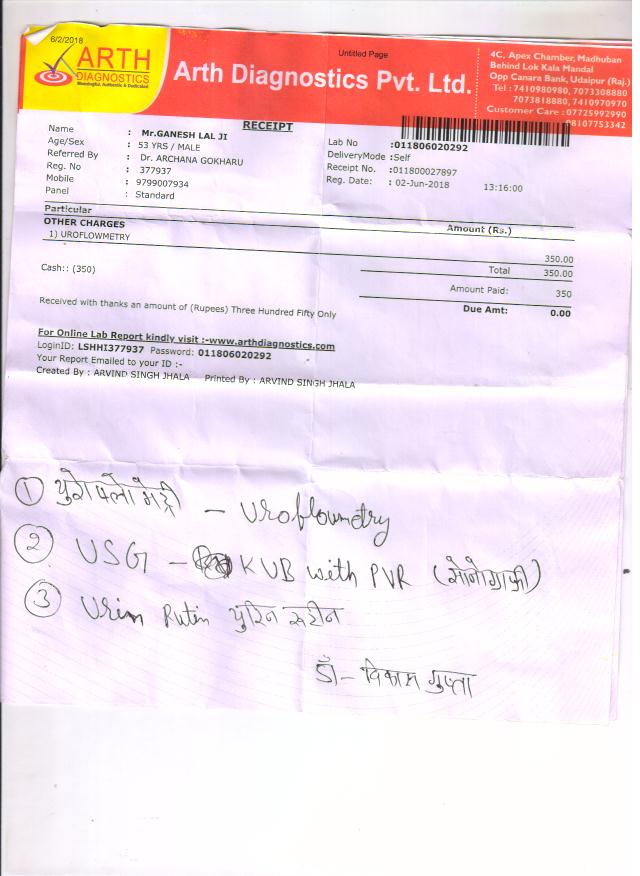 6/2/2018
Untitled Page
ARTH
DIAGNOSTICS
Meaningful, Authentic & Dedicated
Arth Diagnostics Pvt. Ltd.
4C, Apex Chamber, Madhuban
Behind Lok Kala Mandal
Opp Canara Bank, Udaipur (Raj.)
Tel : 7410980980, 7073308880
7073818880, 7410970970
Customer Care : 07725992990
08107753342
RECEIPT
Name : Mr.GANESH LAL JI
Age/Sex : 53 YRS / MALE
Referred By : Dr. ARCHANA GOKHARU
Reg. No : 377937
Mobile : 9799007934
Panel : Standard
Lab No :011806020292
DeliveryMode :Self
Receipt No. :011800027897
Reg. Date: : 02-Jun-2018 13:16:00
Particular Amount (Rs.)
OTHER CHARGES
1) UROFLOWMETRY 350.00
Total 350.00
Cash:: (350)
Amount Paid: 350
Due Amt: 0.00
Received with thanks an amount of (Rupees) Three Hundred Fifty Only
For Online Lab Report kindly visit :-www.arthdiagnostics.com
LoginID: LSHHI377937 Password: 011806020292
Your Report Emailed to your ID :-
Created By : ARVIND SINGH JHALA Printed By : ARVIND SINGH JHALA
1 युरो फ्लो मेट्री - Uroflowmetry
2 USG - KUB with PVR (सोनोग्राफी)
3 Urin Rutin युरिन रूटीन
डॉ - विकास गुप्ता